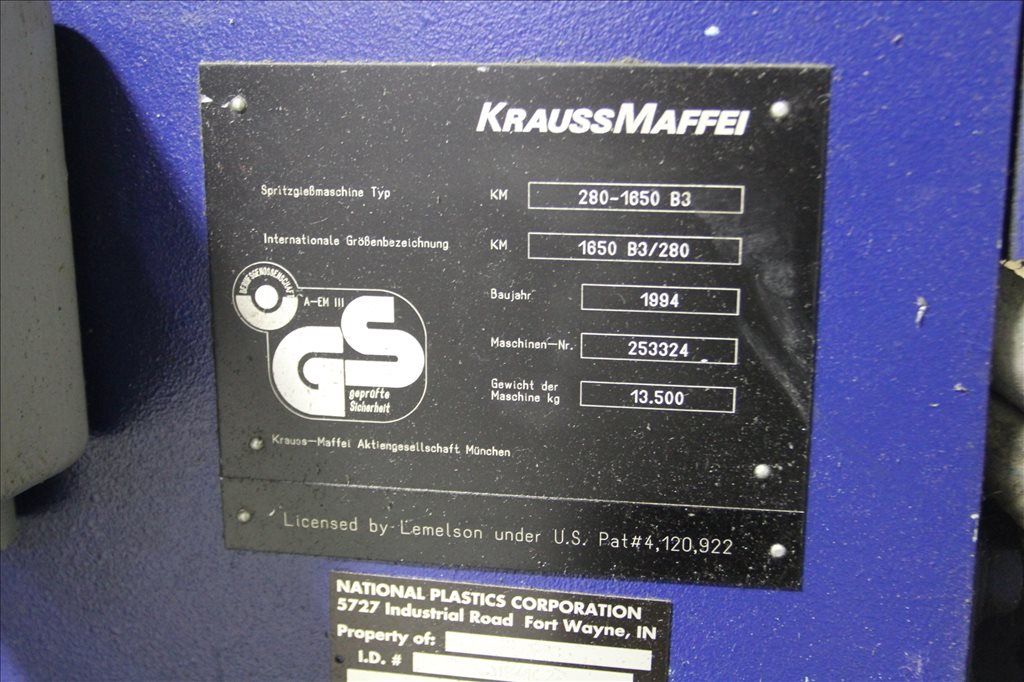 KRAUSSMAFFEI
Spritzgießmaschine Typ KM 280-1650 B3
Internationale Größenbezeichnung KM 1650 B3/280
BERUFSGENOSSENSCHAFT
A-EM III
GS
geprüfte
Sicherheit
Baujahr 1994
Maschinen-Nr. 253324
Gewicht der
Maschine kg 13.500
Krauss-Maffei Aktiengesellschaft München
Licensed by Lemelson under U.S. Pat#4,120,922
NATIONAL PLASTICS CORPORATION
5727 Industrial Road Fort Wayne, IN
Property of:
I.D. #